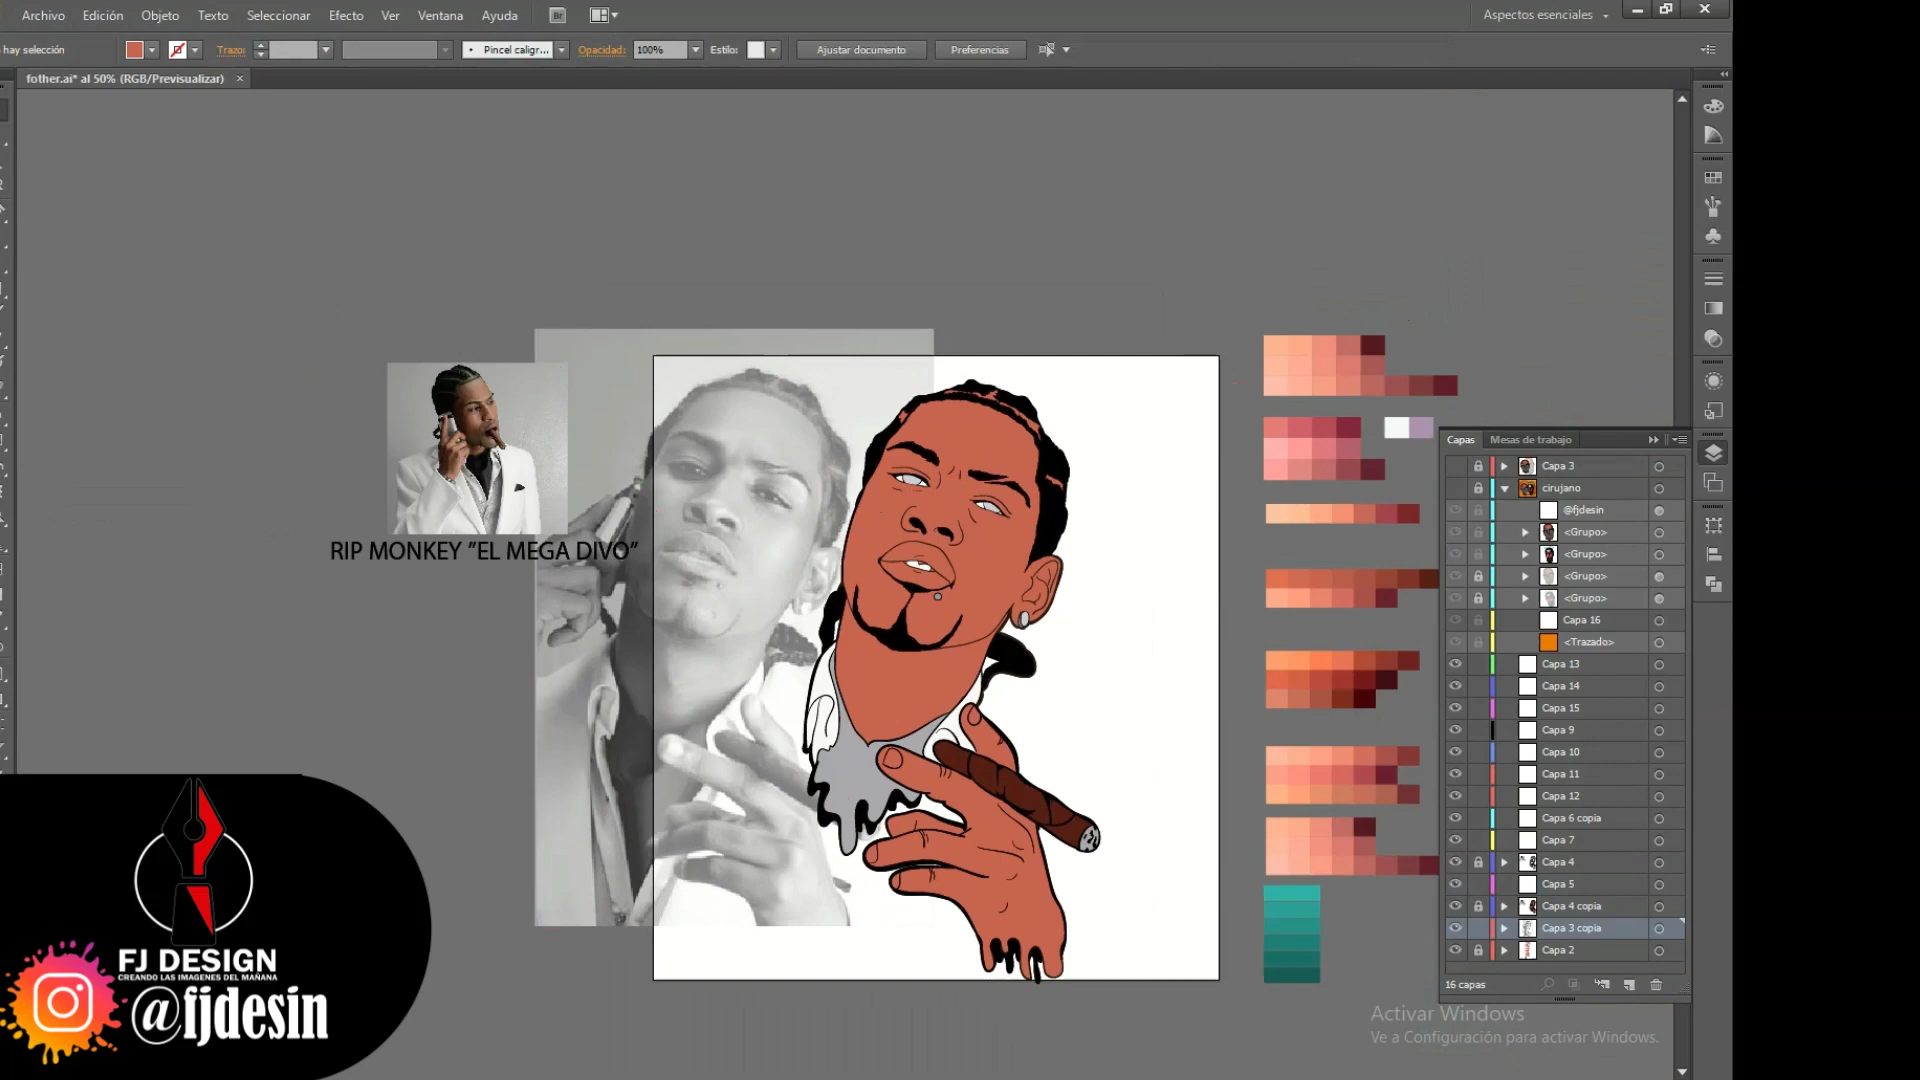 Archivo Edición Objeto Texto Seleccionar Efecto Ver Ventana Ayuda Br Aspectos esenciales
hay selección Trazo: Pincel caligr... Opacidad: 100% Estilo: Ajustar documento Preferencias
fother.ai* al 50% (RGB/Previsualizar)
RIP MONKEY ”EL MEGA DIVO”
Capas Mesas de trabajo
Capa 3
cirujano
@fjdesin
<Grupo>
<Grupo>
<Grupo>
<Grupo>
Capa 16
<Trazado>
Capa 13
Capa 14
Capa 15
Capa 9
Capa 10
Capa 11
Capa 12
Capa 6 copia
Capa 7
Capa 4
Capa 5
Capa 4 copia
Capa 3 copia
Capa 2
16 capas
Activar Windows
Ve a Configuración para activar Windows.
FJ DESIGN
CREANDO LAS IMAGENES DEL MAÑANA
@fjdesin